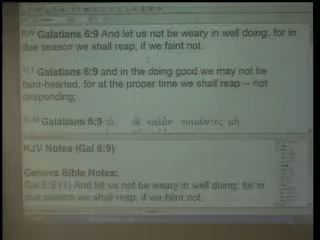 Galatians 6:9 And let us not be weary in well doing: for in
due season we shall reap, if we faint not.
Galatians 6:9 and in the doing good we may not be
faint-hearted, for at the proper time we shall reap -- not
desponding;
Galatians 6:9
KJV Notes (Gal 6:9)
Geneva Bible Notes:
Gal 6:9 (1) And let us not be weary in well doing: for in
due season we shall reap, if we faint not.